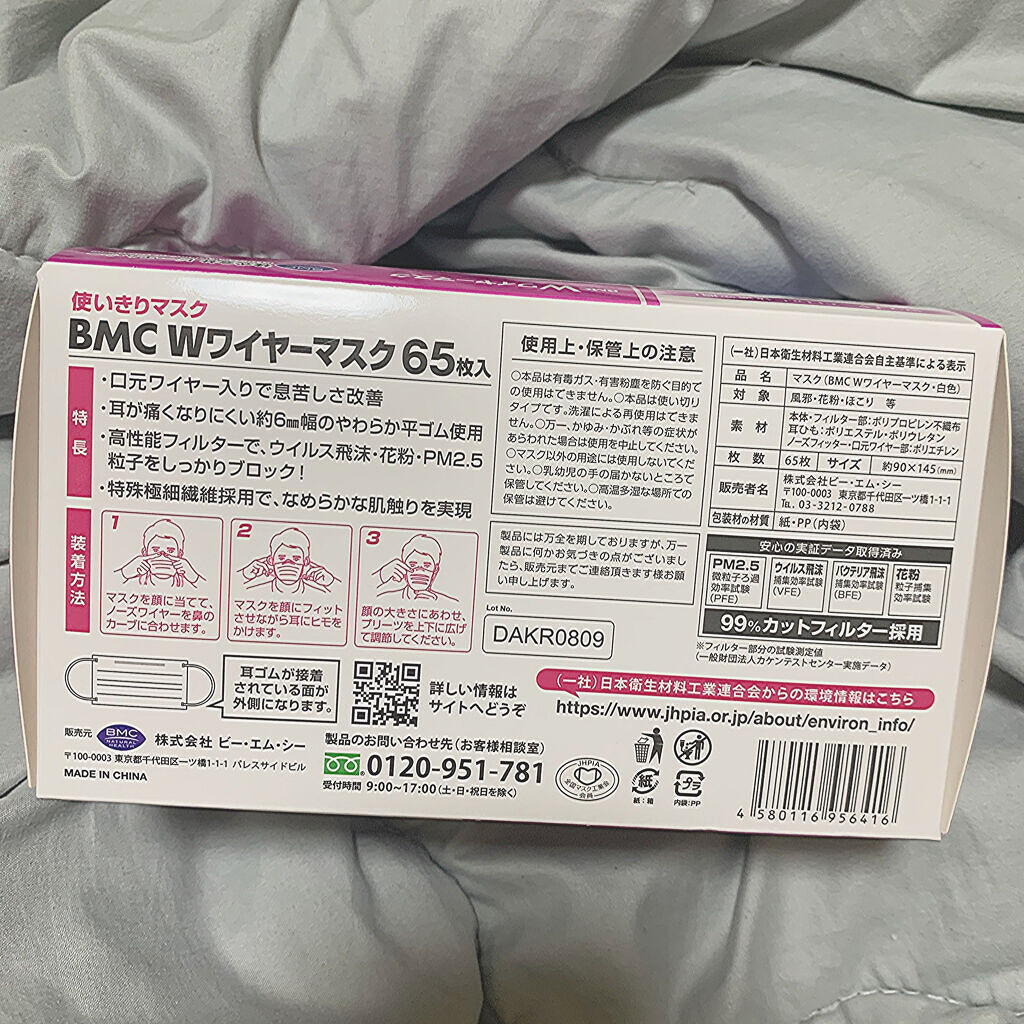 BMC Wワイヤーマスク
使いきりマスク
BMC Wワイヤーマスク 65枚入
特長
・口元ワイヤー入りで息苦しさ改善
・耳が痛くなりにくい約6mm幅のやわらか平ゴム使用
・高性能フィルターで、ウイルス飛沫・花粉・PM2.5
粒子をしっかりブロック!
・特殊極細繊維採用で、なめらかな肌触りを実現
装着方法
1
マスクを顔に当てて、
ノーズワイヤーを鼻の
カーブに合わせます。
2
マスクを顔にフィット
させながら耳にヒモを
かけます。
3
顔の大きさにあわせ、
プリーツを上下に広げ
て調節してください。
耳ゴムが接着
されている面が
外側になります。
詳しい情報は
サイトへどうぞ
販売元 BMC NATURAL HEALTH 株式会社 ビー・エム・シー
〒100-0003 東京都千代田区一ツ橋1-1-1 パレスサイドビル
MADE IN CHINA
製品のお問い合わせ先(お客様相談室)
0120-951-781
受付時間 9:00~17:00(土・日・祝日を除く)
使用上・保管上の注意
○本品は有毒ガス・有害粉塵を防ぐ目的
での使用はできません。○本品は使い切り
タイプです。洗濯による再使用はできま
せん。○万一、かゆみ・かぶれ等の症状が
あらわれた場合は使用を中止してください。
○マスク以外の用途には使用しないでくだ
さい。○乳幼児の手の届かないところで
保管してください。○高温多湿な場所での
保管は避けてください。
製品には万全を期しておりますが、万一
製品に何かお気づきの点がございまし
たら、販売元までご連絡頂きます様お願
い申し上げます。
Lot No.
DAKR0809
(一社)日本衛生材料工業連合会自主基準による表示
品名 マスク(BMC Wワイヤーマスク・白色)
対象 風邪・花粉・ほこり 等
素材 本体・フィルター部:ポリプロピレン不織布
耳ひも:ポリエステル・ポリウレタン
ノーズフィッター・口元ワイヤー部:ポリエチレン
枚数 65枚 サイズ 約90×145(mm)
販売者名 株式会社ビー・エム・シー
〒100-0003 東京都千代田区一ツ橋1-1-1
TEL. 03-3212-0788
包装材の材質 紙・PP(内袋)
安心の実証データ取得済み
PM2.5
微粒子ろ過
効率試験
(PFE)
ウイルス飛沫
捕集効率試験
(VFE)
バクテリア飛沫
捕集効率試験
(BFE)
花粉
粒子捕集
効率試験
99%カットフィルター採用
※フィルター部分の試験測定値
(一般財団法人カケンテストセンター実施データ)
(一社)日本衛生材料工業連合会からの環境情報はこちら
https://www.jhpia.or.jp/about/environ_info/
JHPIA
全国マスク工業会
会員
紙
紙:箱
プラ
内袋:PP
4 580116 956416